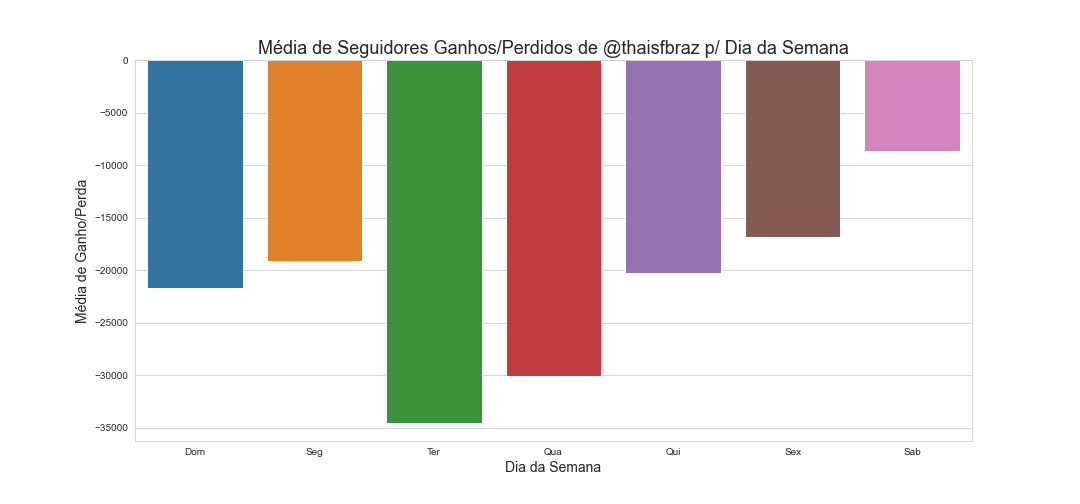 Média de Seguidores Ganhos/Perdidos de @thaisfbraz p/ Dia da Semana
0
−5000
−10000
−15000
−20000
−25000
−30000
−35000
Média de Ganho/Perda
Dom Seg Ter Qua Qui Sex Sab
Dia da Semana